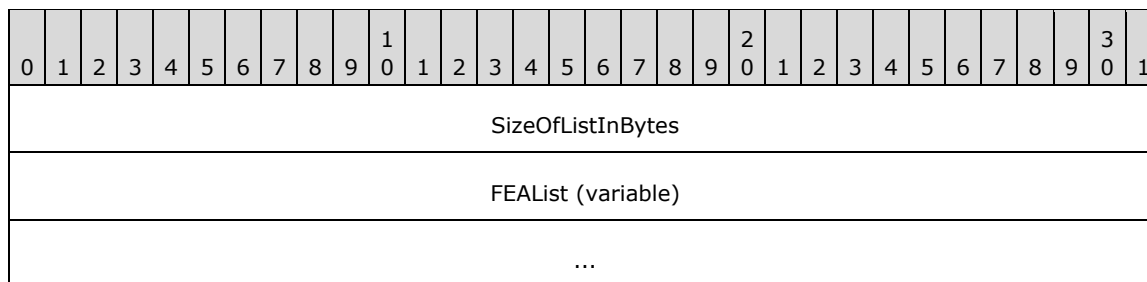 1 2 3
0 1 2 3 4 5 6 7 8 9 0 1 2 3 4 5 6 7 8 9 0 1 2 3 4 5 6 7 8 9 0 1
SizeOfListInBytes
FEAList (variable)
...